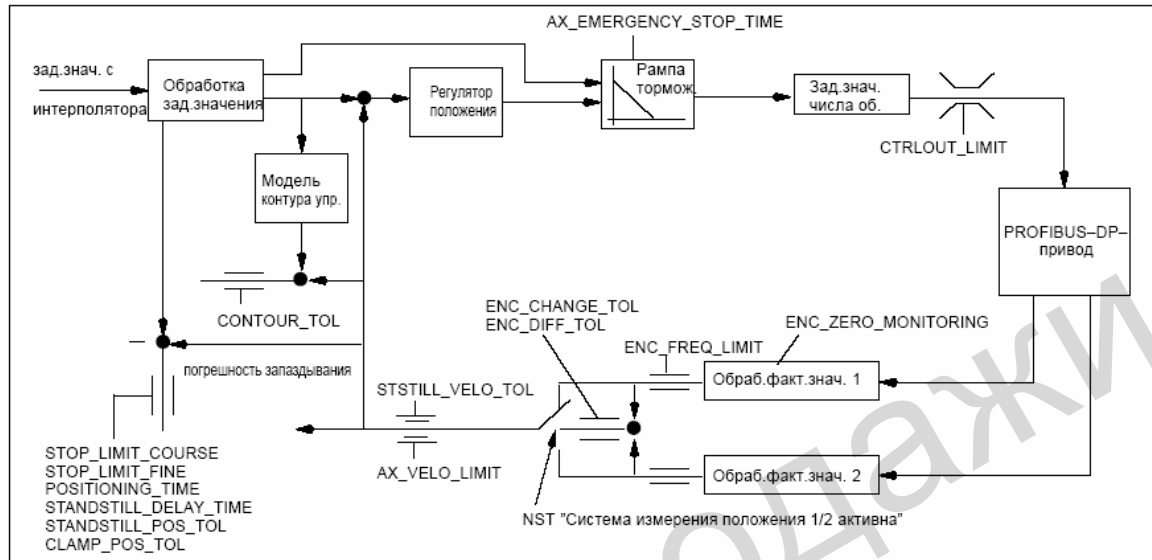 AX_EMERGENCY_STOP_TIME
зад.знач. с
интерполятора
Обработка
зад.значения
Регулятор
положения
Рампа
тормож.
Зад.знач.
числа об.
CTRLOUT_LIMIT
Модель
контура упр.
PROFIBUS–DP–
привод
CONTOUR_TOL
ENC_CHANGE_TOL
ENC_DIFF_TOL
ENC_ZERO_MONITORING
ENC_FREQ_LIMIT
погрешность запаздывания
Обраб.факт.знач. 1
STSTILL_VELO_TOL
AX_VELO_LIMIT
Обраб.факт.знач. 2
STOP_LIMIT_COURSE
STOP_LIMIT_FINE
POSITIONING_TIME
STANDSTILL_DELAY_TIME
STANDSTILL_POS_TOL
CLAMP_POS_TOL
NST "Система измерения положения 1/2 активна"
одажи